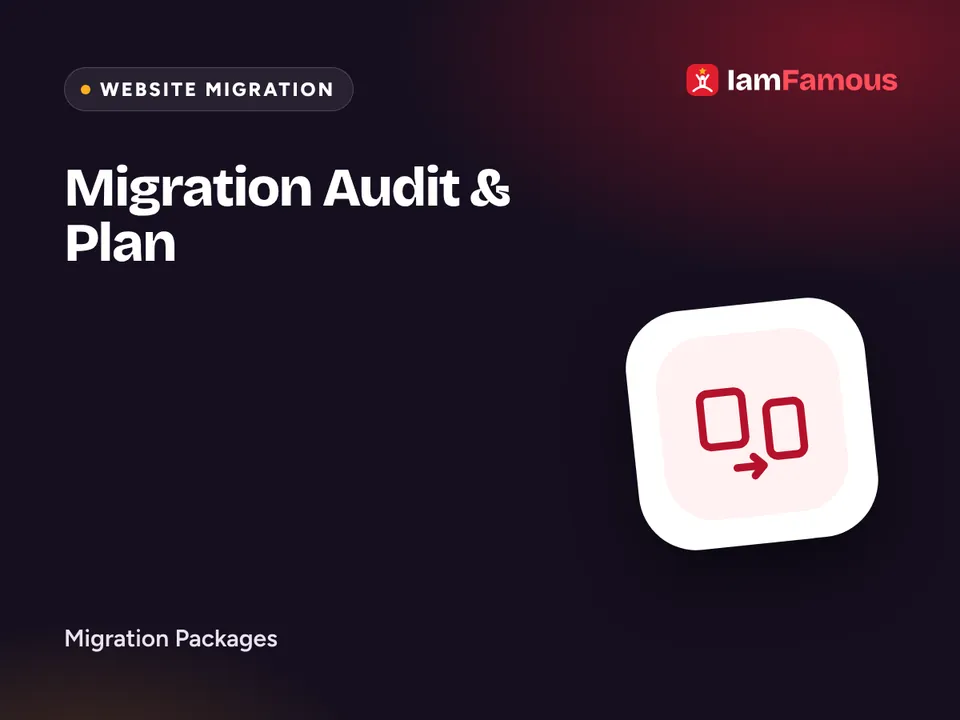 WEBSITE MIGRATION
IamFamous
Migration Audit &
Plan
Migration Packages